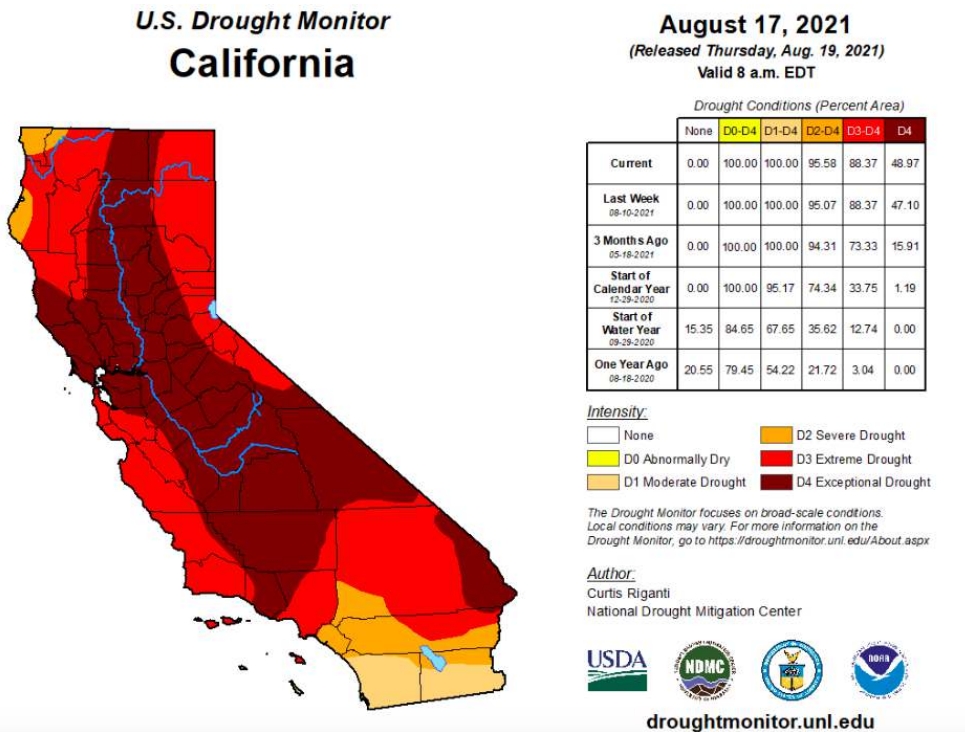 U.S. Drought Monitor
California
August 17, 2021
(Released Thursday, Aug. 19, 2021)
Valid 8 a.m. EDT
Drought Conditions (Percent Area)
None D0-D4 D1-D4 D2-D4 D3-D4 D4
Current 0.00 100.00 100.00 95.58 88.37 48.97
Last Week
08-10-2021 0.00 100.00 100.00 95.07 88.37 47.10
3 Months Ago
05-18-2021 0.00 100.00 100.00 94.31 73.33 15.91
Start of
Calendar Year
12-29-2020 0.00 100.00 95.17 74.34 33.75 1.19
Start of
Water Year
09-29-2020 15.35 84.65 67.65 35.62 12.74 0.00
One Year Ago
08-18-2020 20.55 79.45 54.22 21.72 3.04 0.00
Intensity:
None
D0 Abnormally Dry
D1 Moderate Drought
D2 Severe Drought
D3 Extreme Drought
D4 Exceptional Drought
The Drought Monitor focuses on broad-scale conditions.
Local conditions may vary. For more information on the
Drought Monitor, go to https://droughtmonitor.unl.edu/About.aspx
Author:
Curtis Riganti
National Drought Mitigation Center
USDA
NDMC
NOAA
droughtmonitor.unl.edu